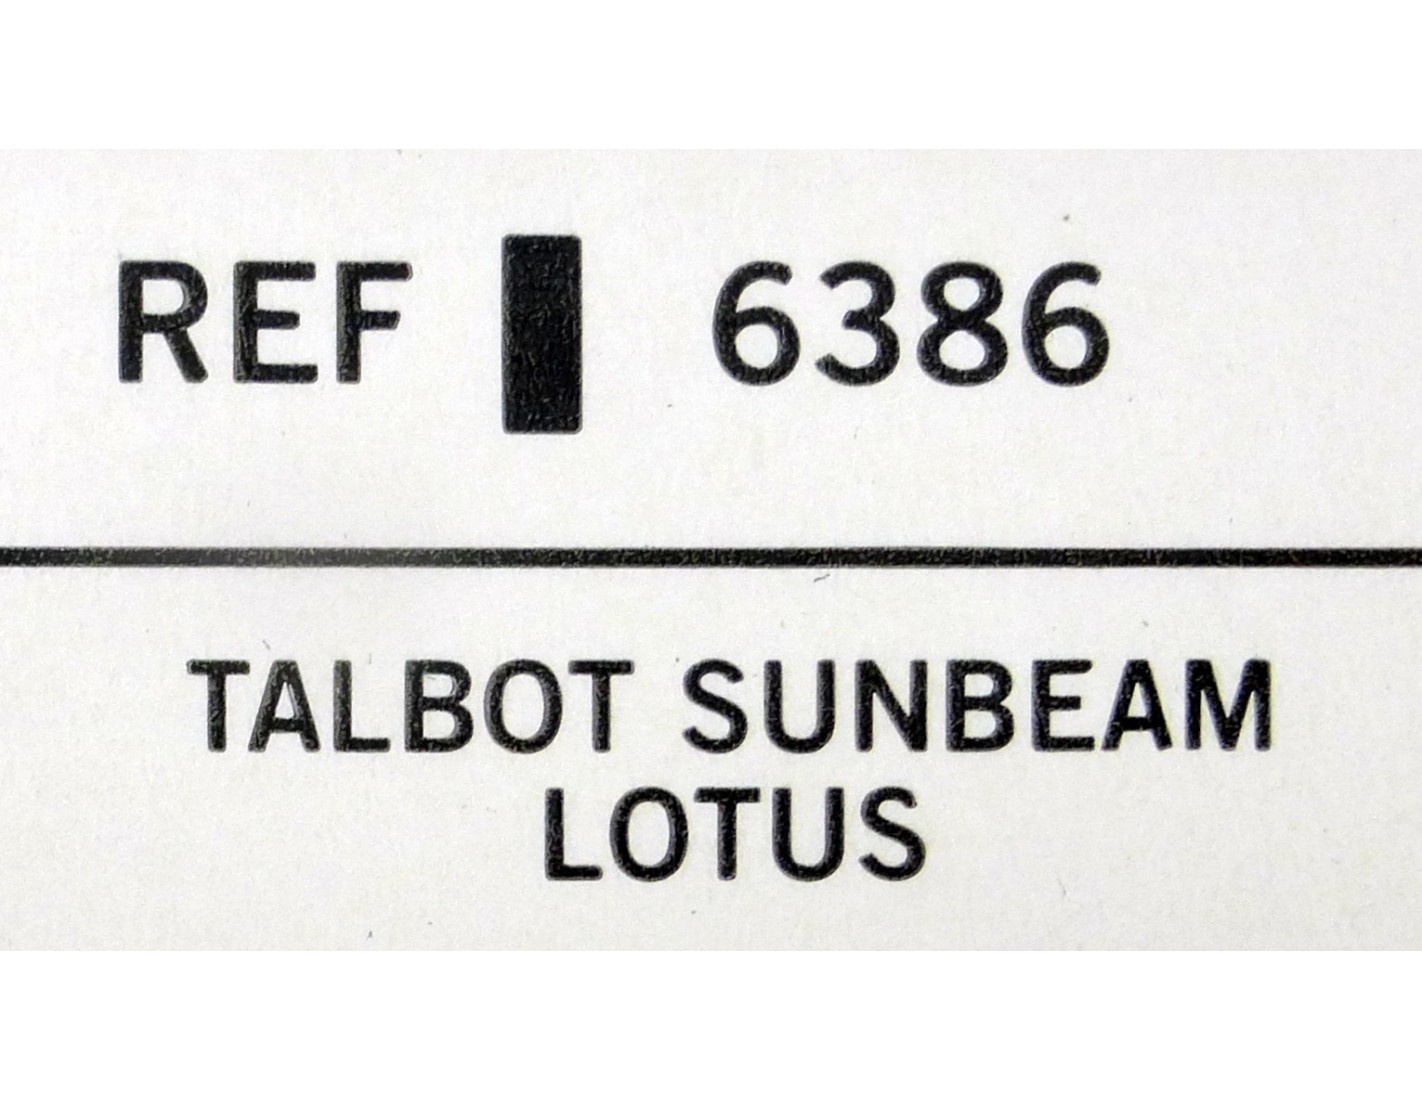 REF 6386
TALBOT SUNBEAM
LOTUS